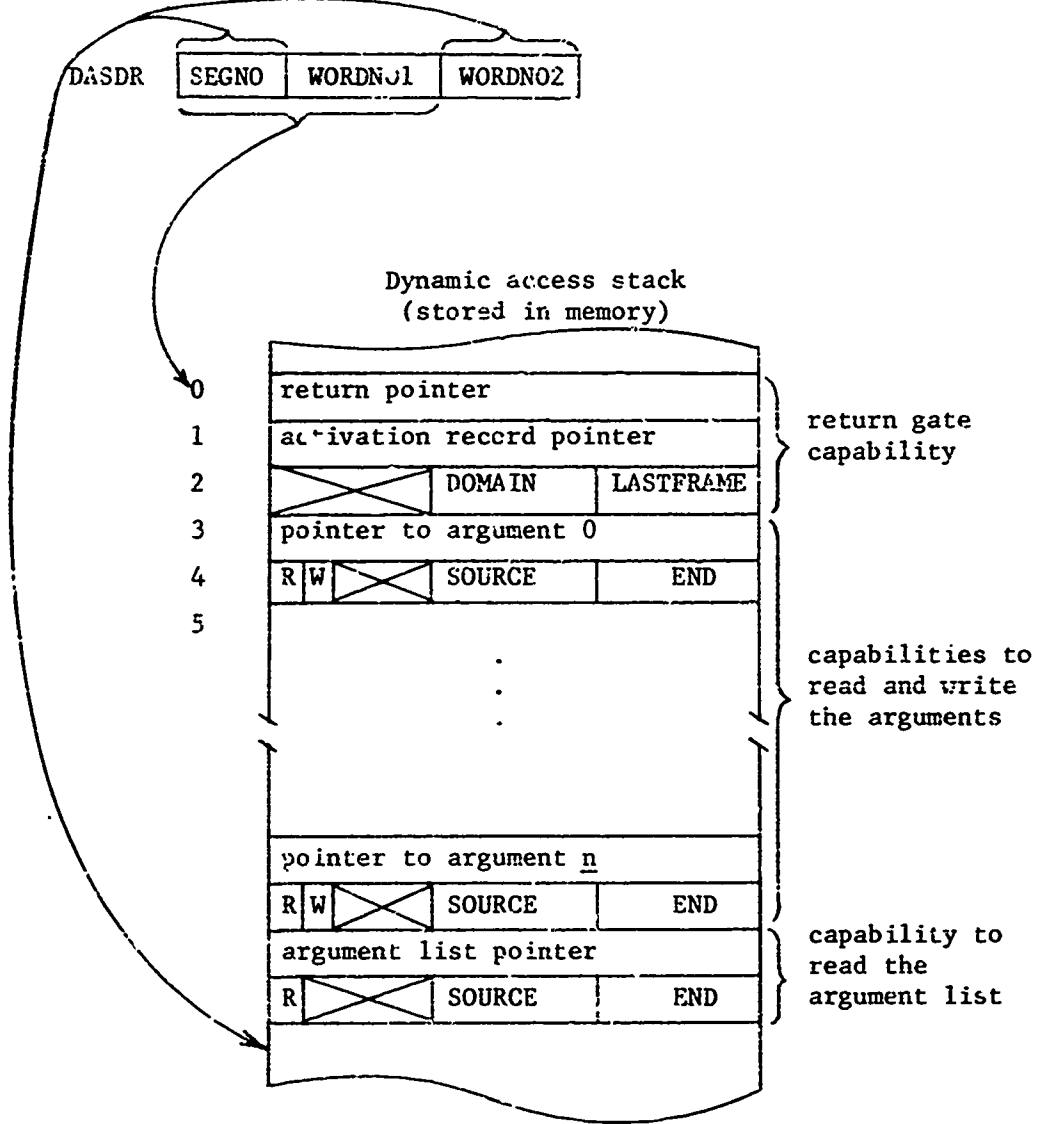 DASDR SEGNO WORDNO1 WORDNO2
Dynamic access stack
(stored in memory)
0 return pointer
1 activation record pointer
return gate
capability
2 DOMAIN LASTFRAME
3 pointer to argument 0
4 R W SOURCE END
5
.
.
.
capabilities to
read and write
the arguments
pointer to argument n
R W SOURCE END
argument list pointer
R SOURCE END
capability to
read the
argument list